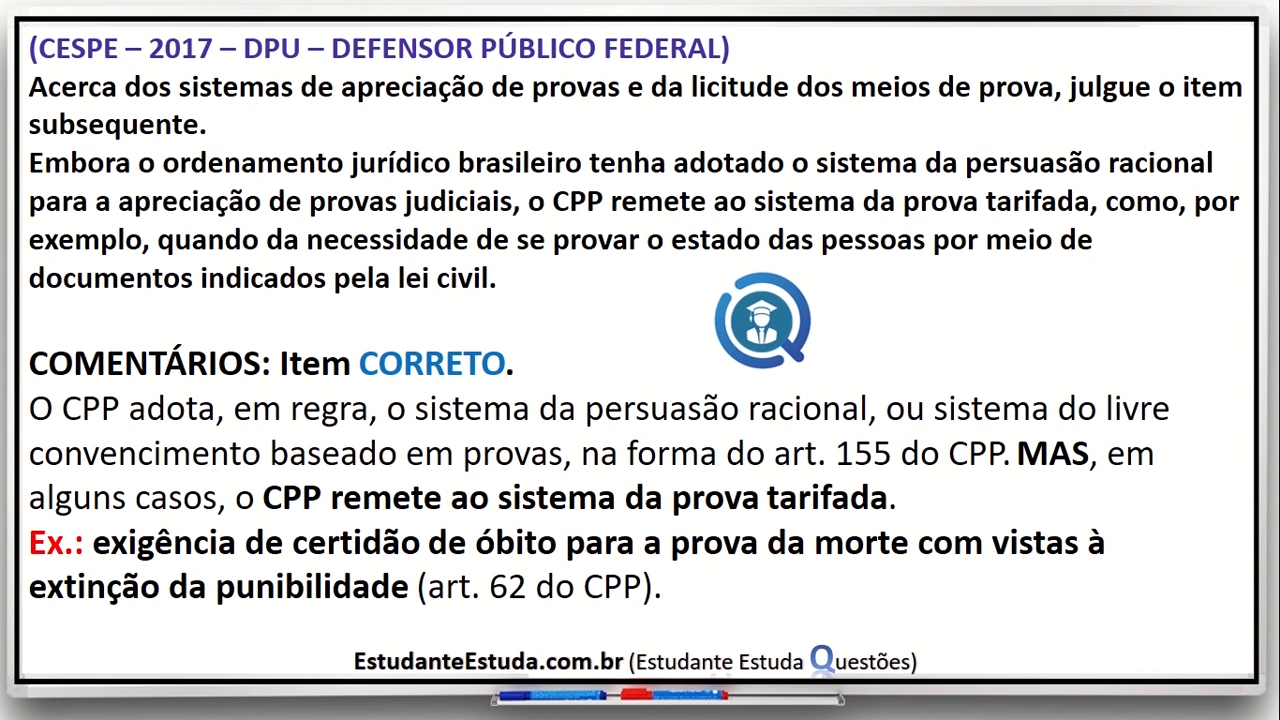 (CESPE – 2017 – DPU – DEFENSOR PÚBLICO FEDERAL)
Acerca dos sistemas de apreciação de provas e da licitude dos meios de prova, julgue o item
subsequente.
Embora o ordenamento jurídico brasileiro tenha adotado o sistema da persuasão racional
para a apreciação de provas judiciais, o CPP remete ao sistema da prova tarifada, como, por
exemplo, quando da necessidade de se provar o estado das pessoas por meio de
documentos indicados pela lei civil.
COMENTÁRIOS: Item CORRETO.
O CPP adota, em regra, o sistema da persuasão racional, ou sistema do livre
convencimento baseado em provas, na forma do art. 155 do CPP. MAS, em
alguns casos, o CPP remete ao sistema da prova tarifada.
Ex.: exigência de certidão de óbito para a prova da morte com vistas à
extinção da punibilidade (art. 62 do CPP).
EstudanteEstuda.com.br (Estudante Estuda Questões)